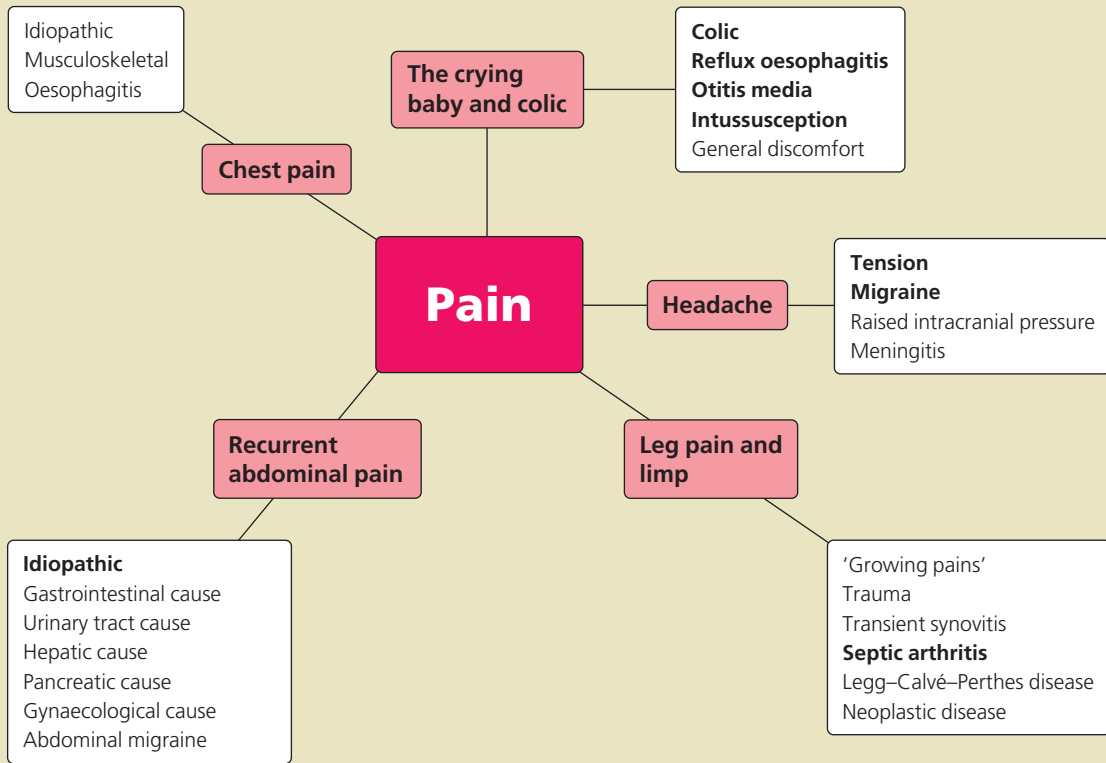 Idiopathic
Musculoskeletal
Oesophagitis
Chest pain
The crying
baby and colic
Colic
Reflux oesophagitis
Otitis media
Intussusception
General discomfort
Pain
Headache
Tension
Migraine
Raised intracranial pressure
Meningitis
Recurrent
abdominal pain
Idiopathic
Gastrointestinal cause
Urinary tract cause
Hepatic cause
Pancreatic cause
Gynaecological cause
Abdominal migraine
Leg pain and
limp
‘Growing pains’
Trauma
Transient synovitis
Septic arthritis
Legg–Calvé–Perthes disease
Neoplastic disease